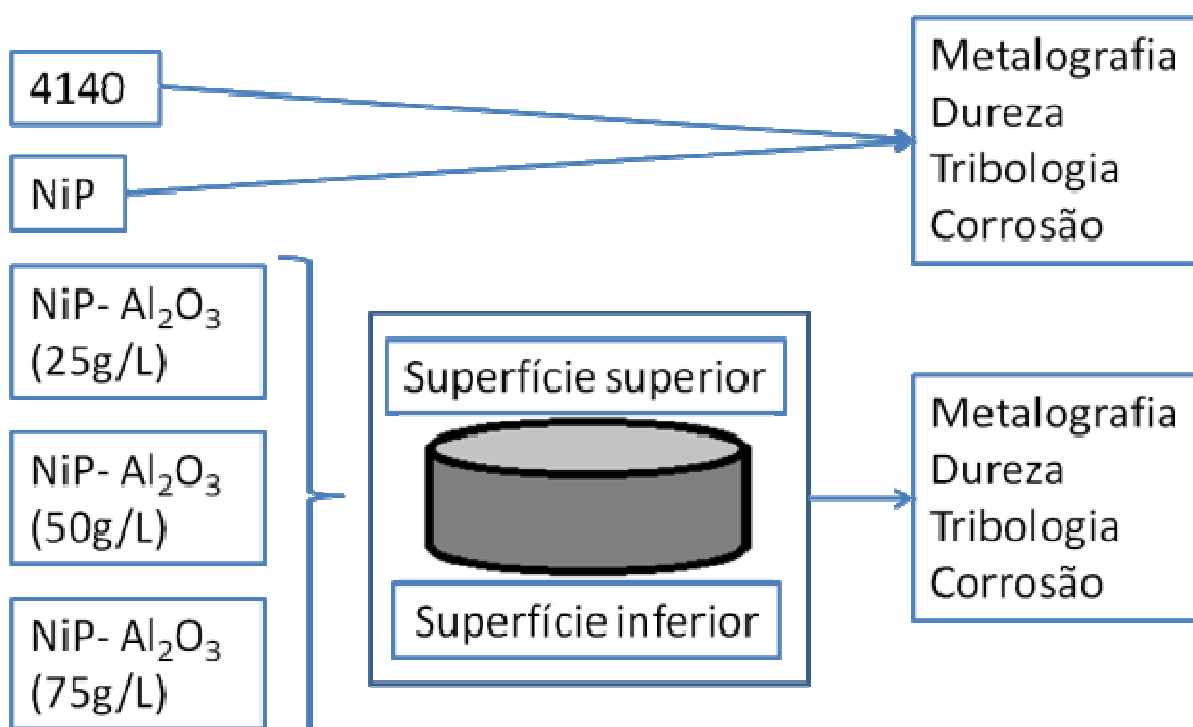 4140
NiP
Metalografia
Dureza
Tribologia
Corrosão
NiP- Al₂O₃
(25g/L)
NiP- Al₂O₃
(50g/L)
NiP- Al₂O₃
(75g/L)
Superfície superior
Superfície inferior
Metalografia
Dureza
Tribologia
Corrosão